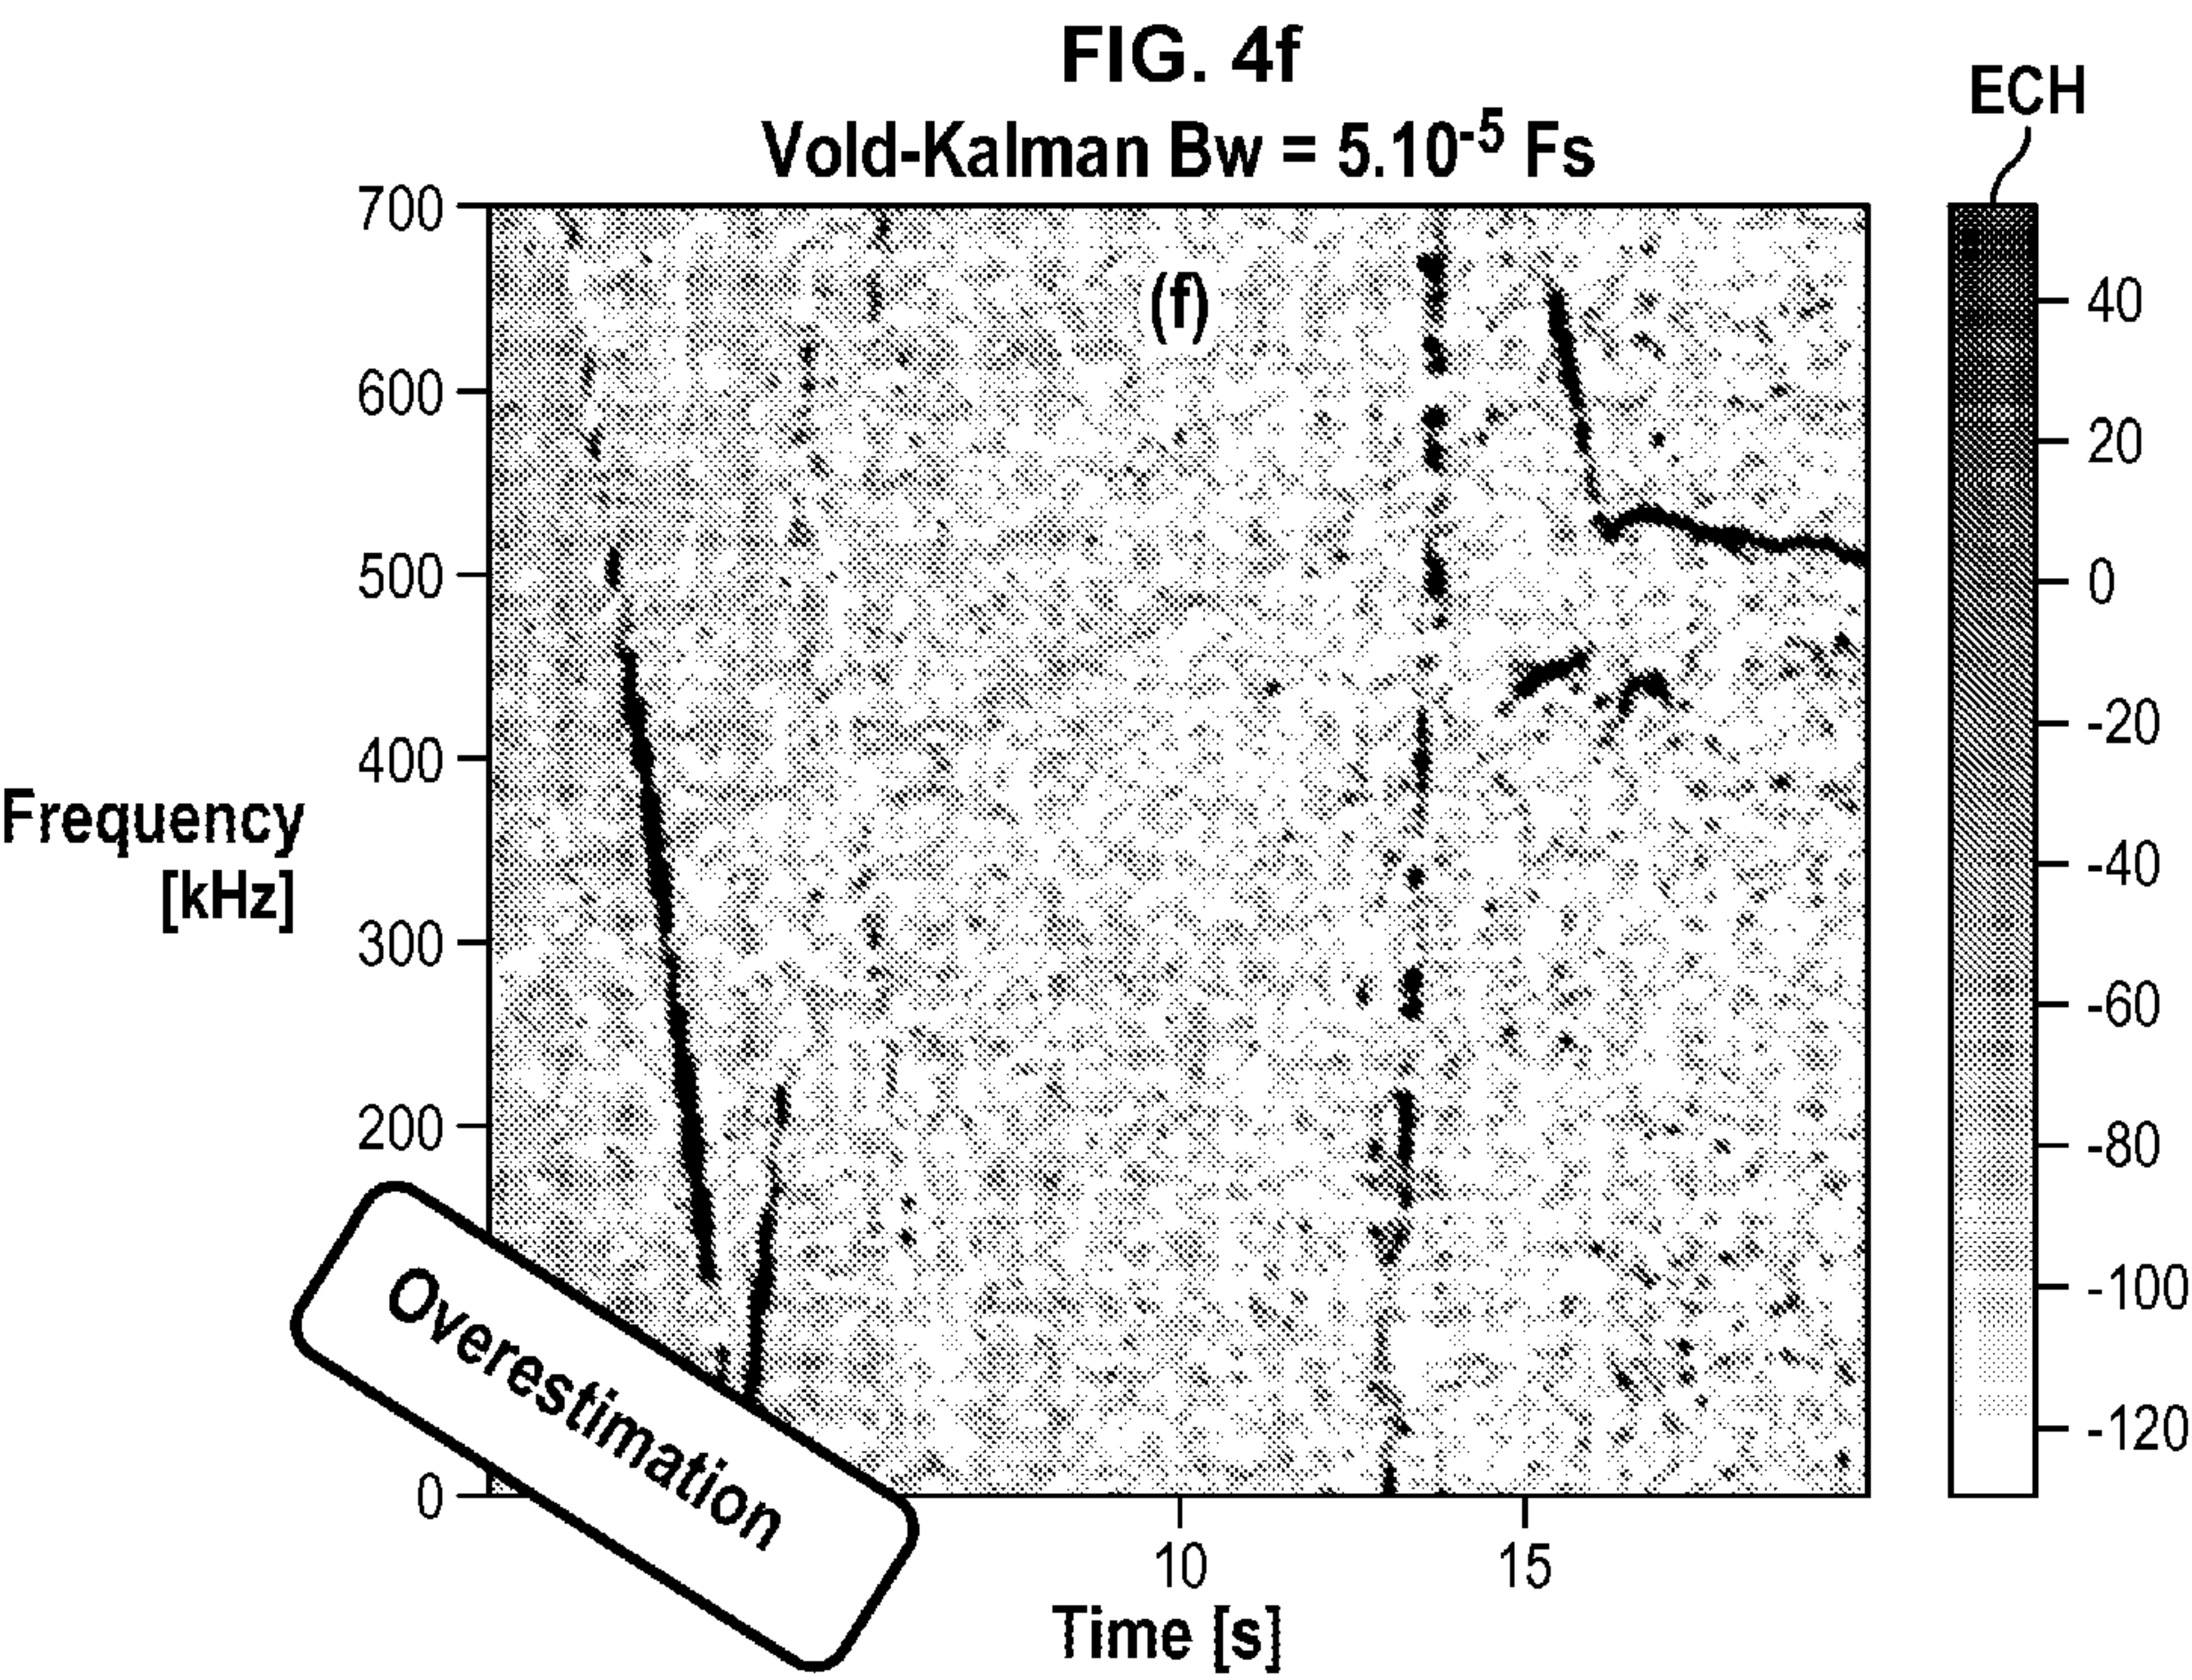 FIG. 4f
Vold-Kalman Bw = 5.10⁻⁵ Fs
ECH
700
600
500
400
300
200
0
Frequency
[kHz]
(f)
Overestimation
10
15
Time [s]
40
20
0
-20
-40
-60
-80
-100
-120